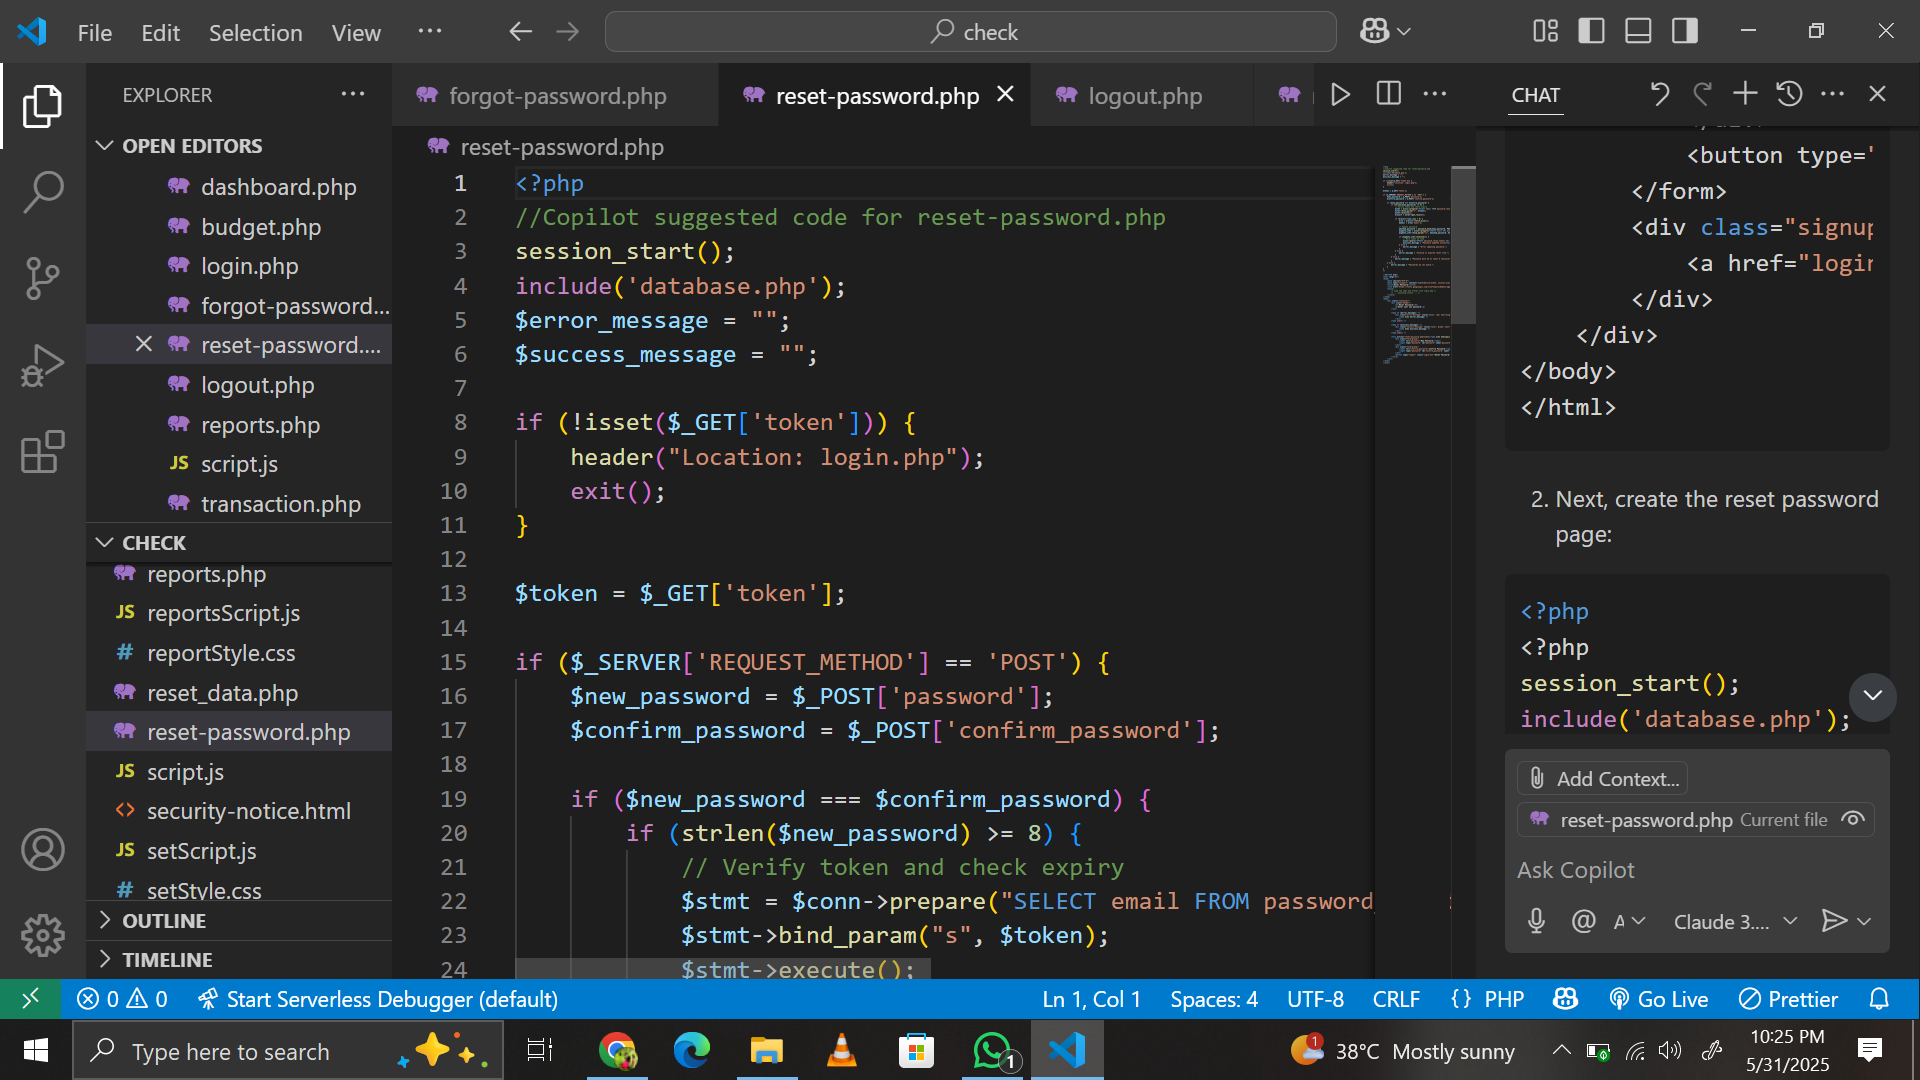 File Edit Selection View ···
check
EXPLORER ···
OPEN EDITORS
dashboard.php
budget.php
login.php
forgot-password...
reset-password....
logout.php
reports.php
JS script.js
transaction.php
CHECK
reports.php
JS reportsScript.js
# reportStyle.css
reset_data.php
reset-password.php
JS script.js
<> security-notice.html
JS setScript.js
# setStyle.css
OUTLINE
TIMELINE
forgot-password.php
reset-password.php
logout.php
reset-password.php
1 <?php
2 //Copilot suggested code for reset-password.php
3 session_start();
4 include('database.php');
5 $error_message = "";
6 $success_message = "";
7
8 if (!isset($_GET['token'])) {
9 header("Location: login.php");
10 exit();
11 }
12
13 $token = $_GET['token'];
14
15 if ($_SERVER['REQUEST_METHOD'] == 'POST') {
16 $new_password = $_POST['password'];
17 $confirm_password = $_POST['confirm_password'];
18
19 if ($new_password === $confirm_password) {
20 if (strlen($new_password) >= 8) {
21 // Verify token and check expiry
22 $stmt = $conn->prepare("SELECT email FROM password
23 $stmt->bind_param("s", $token);
24 $stmt->execute();
CHAT
<button type='
</form>
<div class="signup
<a href="login
</div>
</div>
</body>
</html>
2. Next, create the reset password
page:
<?php
<?php
session_start();
include('database.php');
Add Context...
reset-password.php Current file
Ask Copilot
@ A Claude 3....
0 0 Start Serverless Debugger (default)
Ln 1, Col 1 Spaces: 4 UTF-8 CRLF {} PHP Go Live Prettier
Type here to search
1
1 38°C Mostly sunny
10:25 PM
5/31/2025